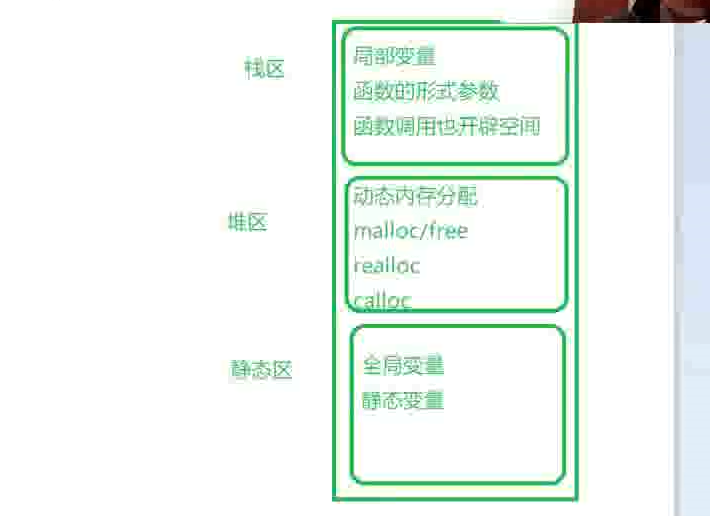 栈区
局部变量
函数的形式参数
函数调用也开辟空间
堆区
动态内存分配
malloc/free
realloc
calloc
静态区
全局变量
静态变量